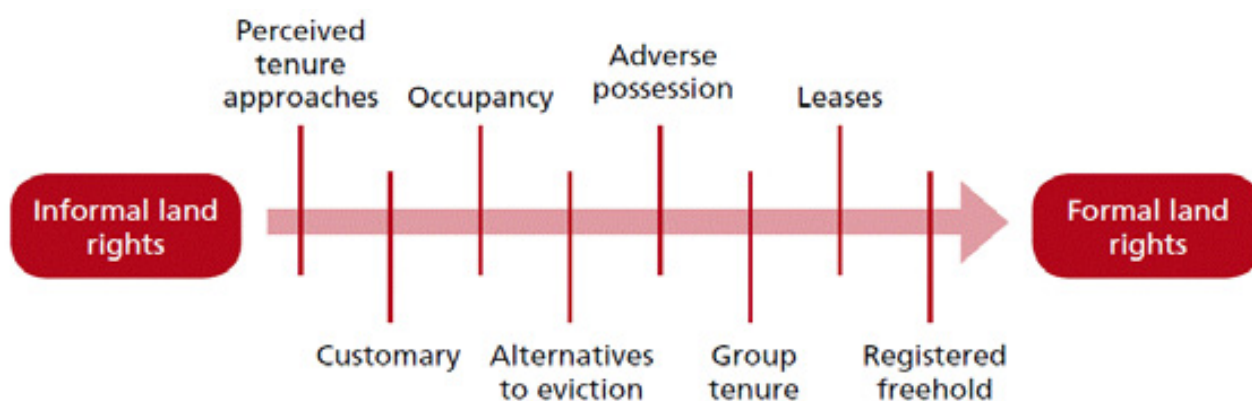 Perceived
tenure
approaches
Occupancy
Adverse
possession
Leases
Informal land
rights
Formal land
rights
Customary
Alternatives
to eviction
Group
tenure
Registered
freehold